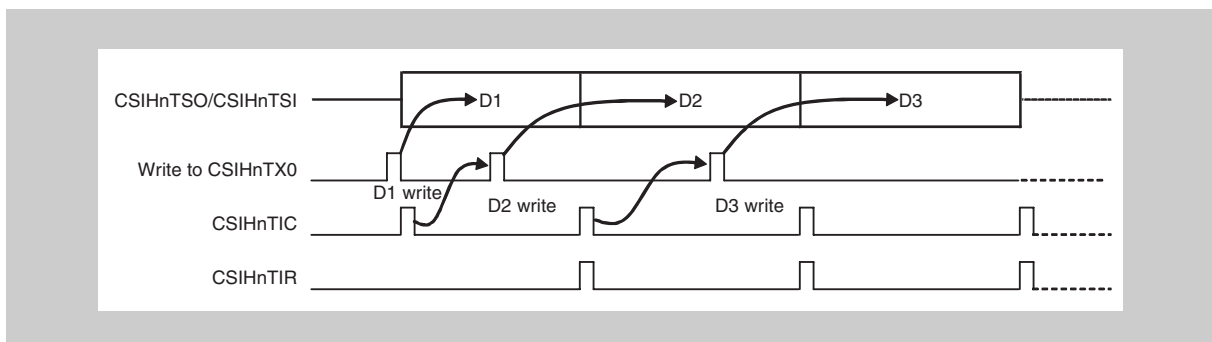 CSIHnTSO/CSIHnTSI D1 D2 D3
Write to CSIHnTX0
D1 write D2 write D3 write
CSIHnTIC
CSIHnTIR